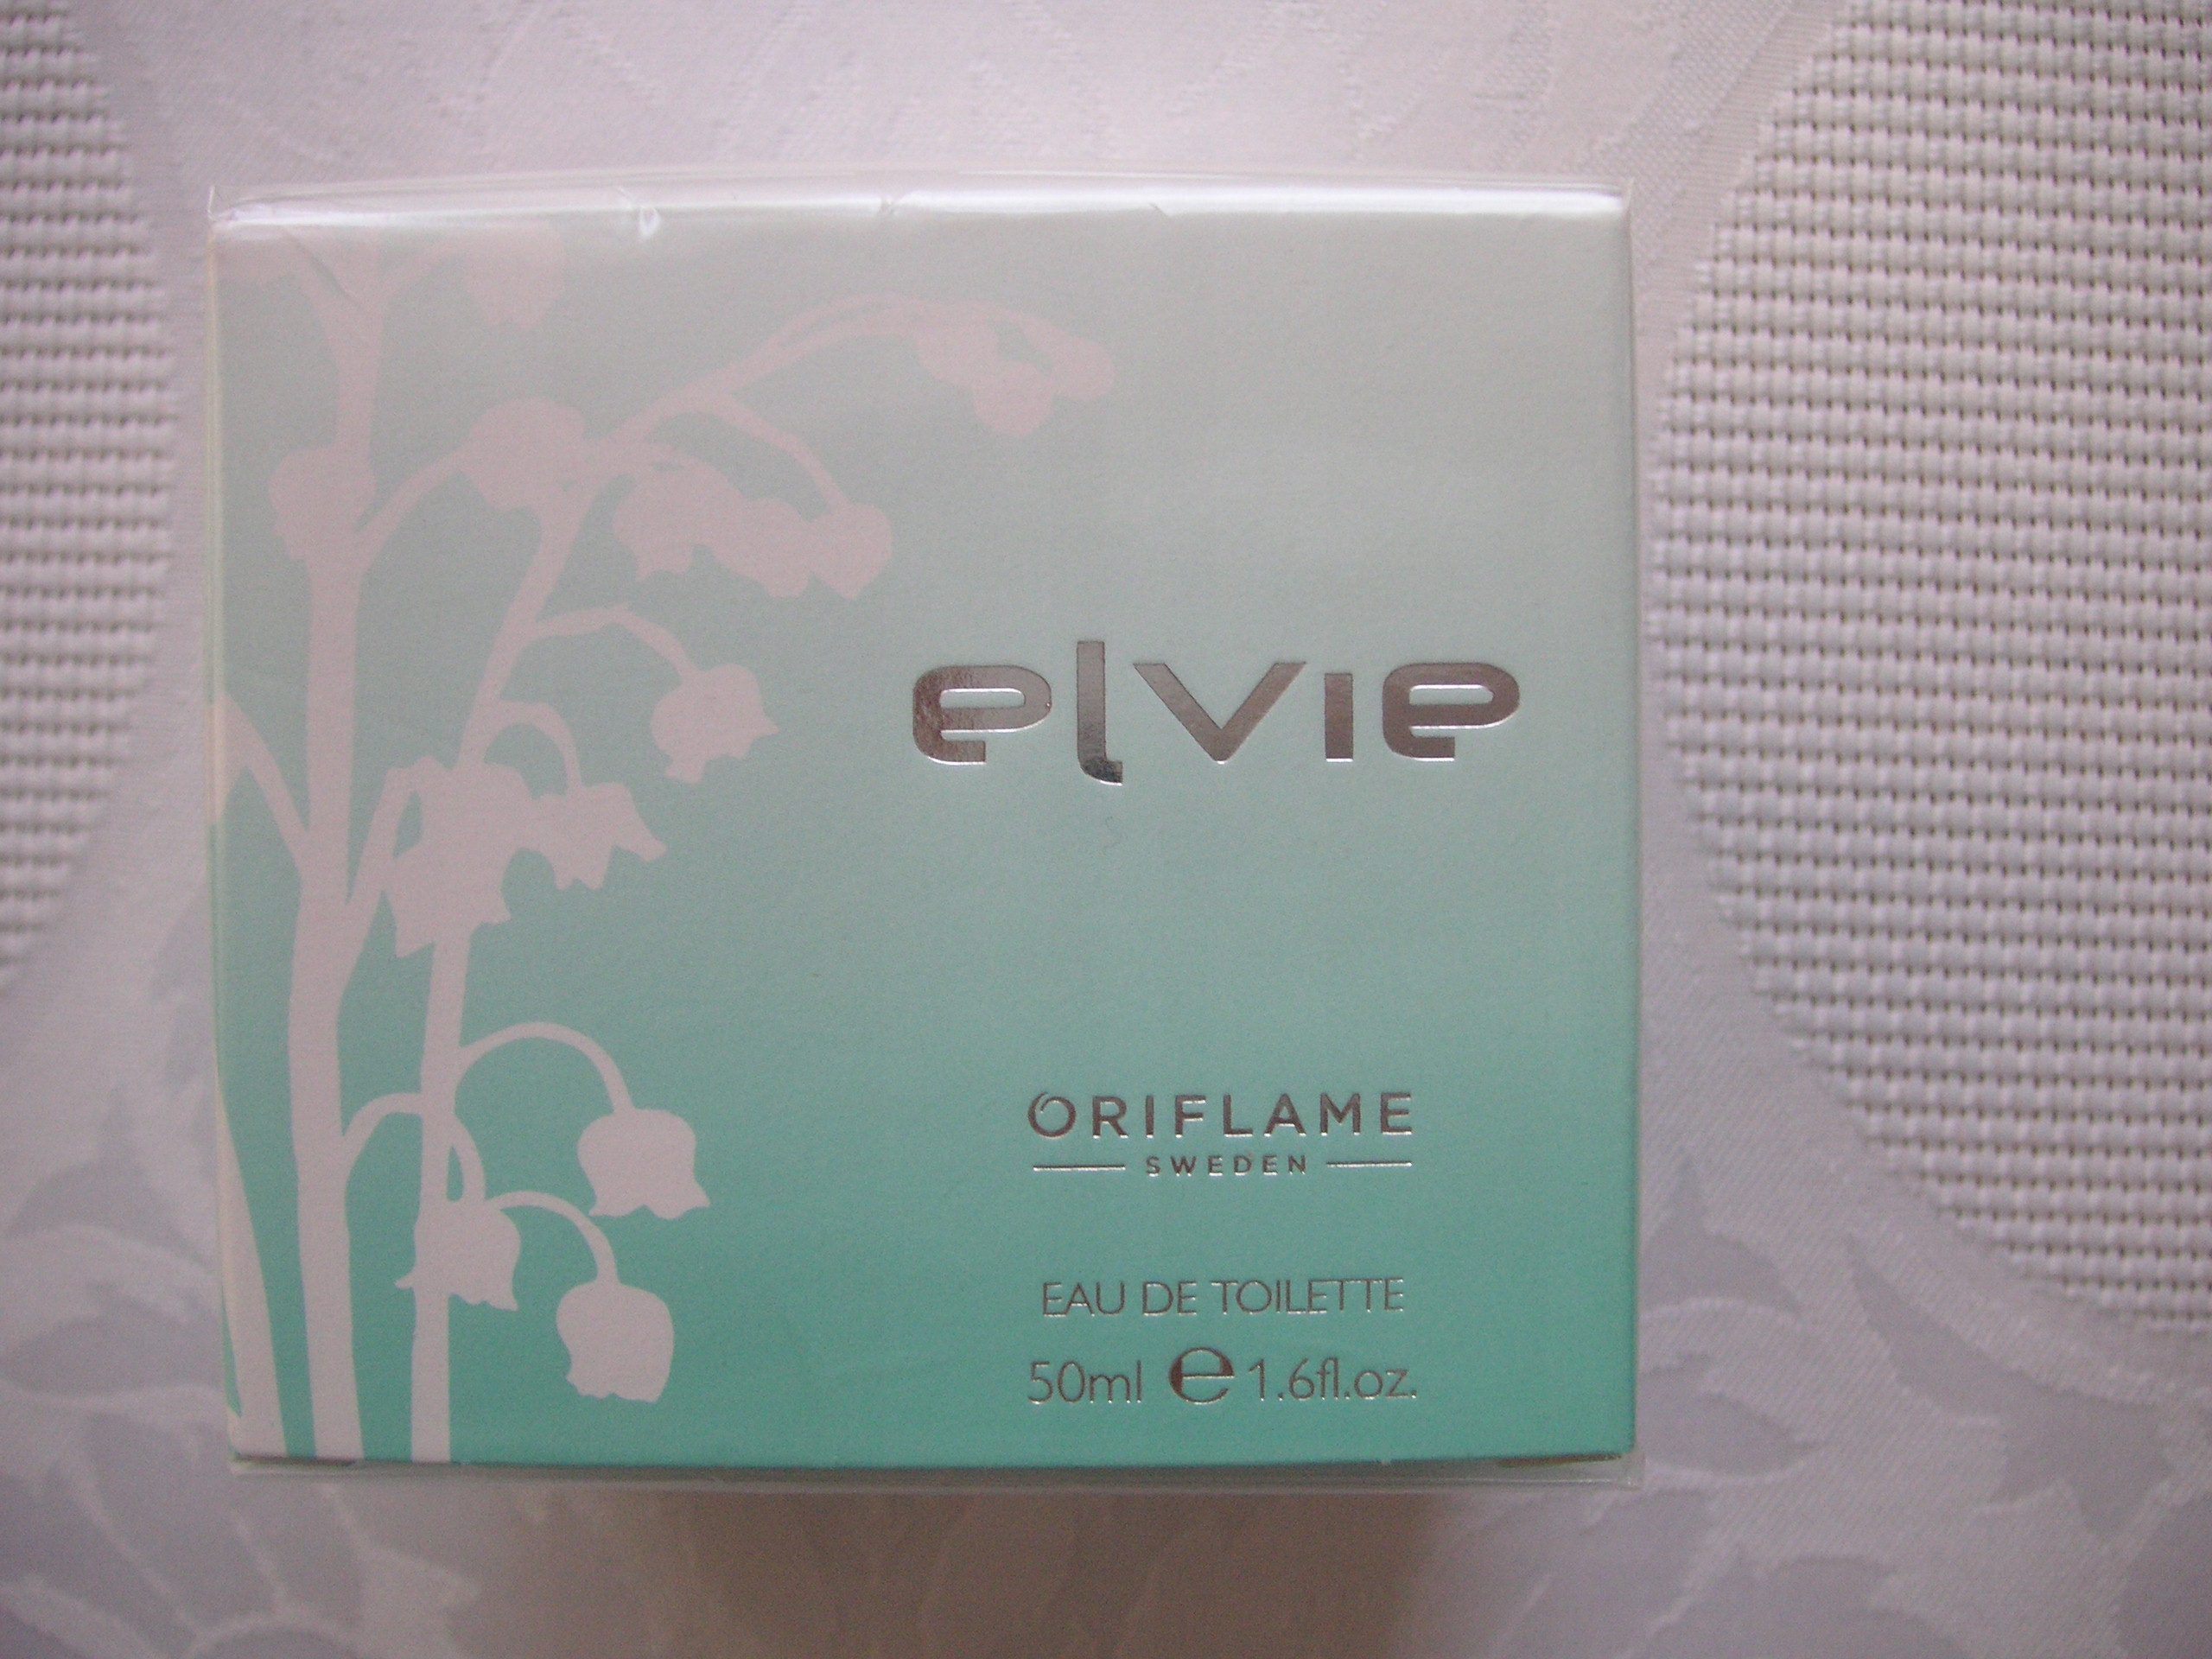 elvie
ORIFLAME
SWEDEN
EAU DE TOILETTE
50ml e 1.6fl.oz.